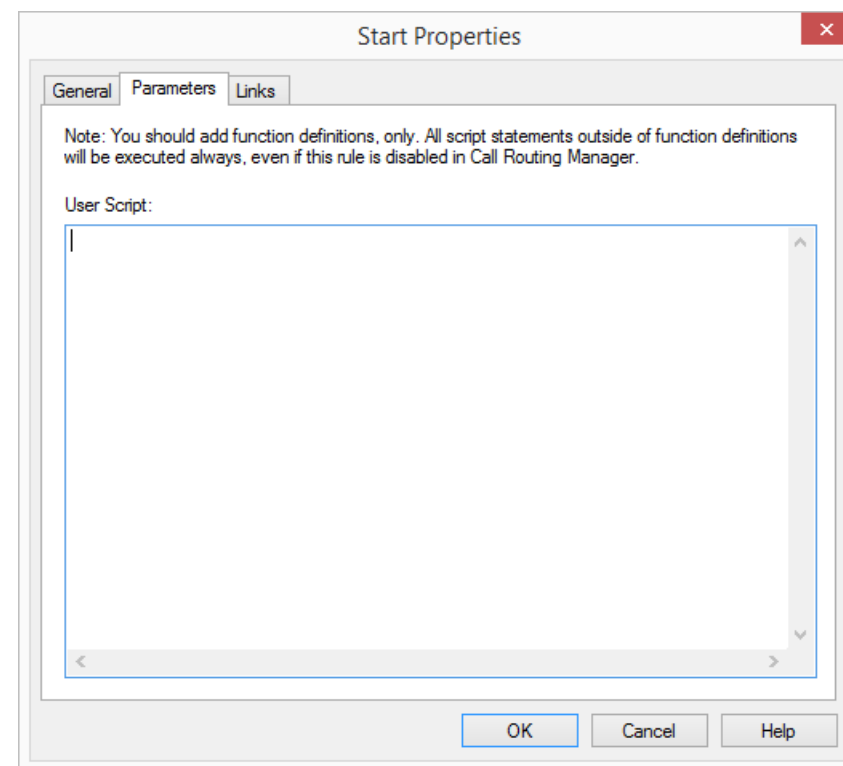 Start Properties
General Parameters Links
Note: You should add function definitions, only. All script statements outside of function definitions
will be executed always, even if this rule is disabled in Call Routing Manager.
User Script:
OK Cancel Help